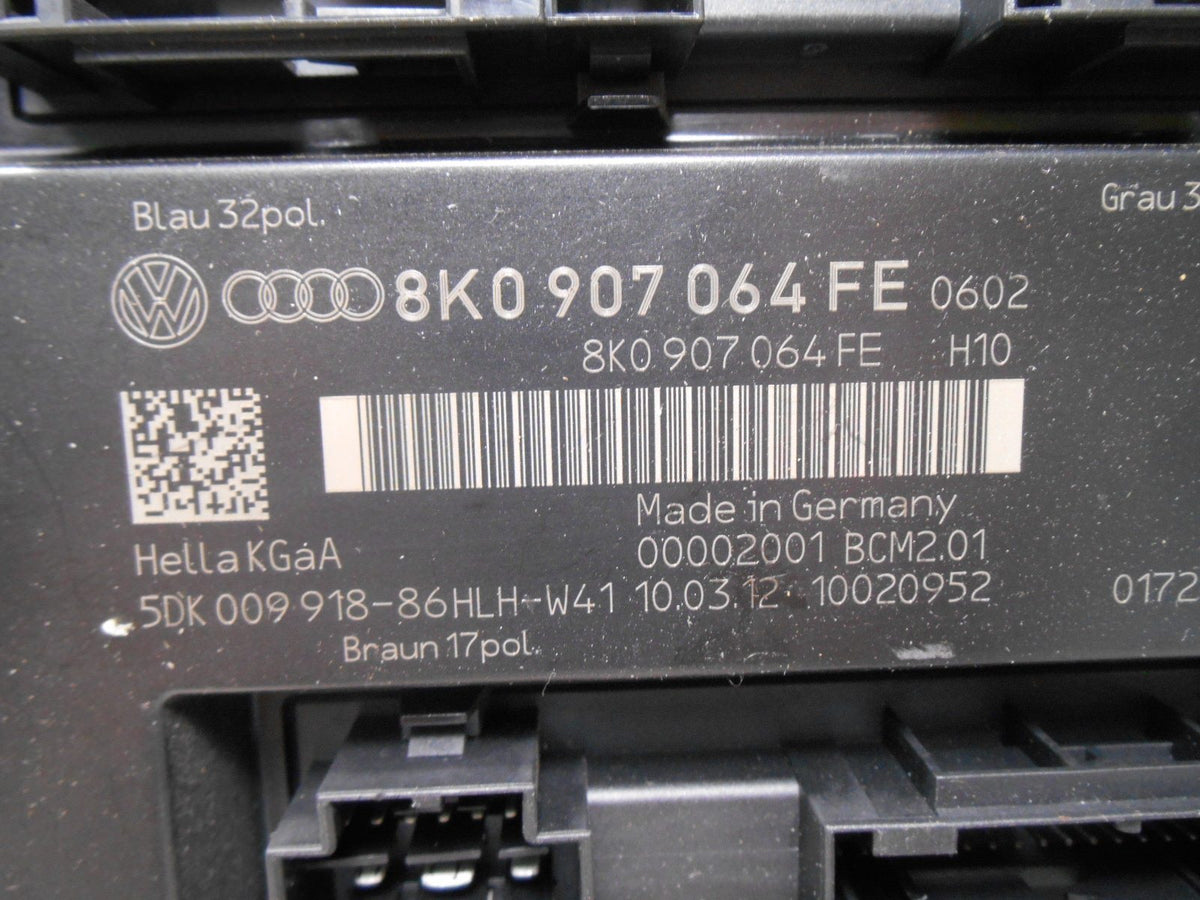 Blau 32pol.
Grau 3
8K0 907 064 FE 0602
8K0 907 064 FE H10
Made in Germany
Hella KGaA
00002001 BCM2.01
5DK 009 918-86HLH-W41 10.03.12 10020952
0172
Braun 17pol.